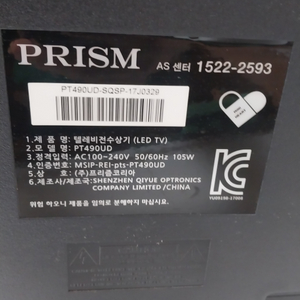 PRISM
AS 센터 1522-2593
PT490UD-SQSP-17J0329
1.제 품 명 : 텔레비전수상기 (LED TV)
2.모 델 명 : PT490UD
3.정격입력 : AC100~240V 50/60Hz 105W
4.인증번호 : MSIP-REI-pts-PT490UD
5.상 호 명 : (주)프리즘코리아
6.제조사/제조국 : SHENZHEN QIYUE OPTRONICS
COMPANY LIMITED /CHINA
위험 하오니 제품을 임의로 분해하지 마십시오.